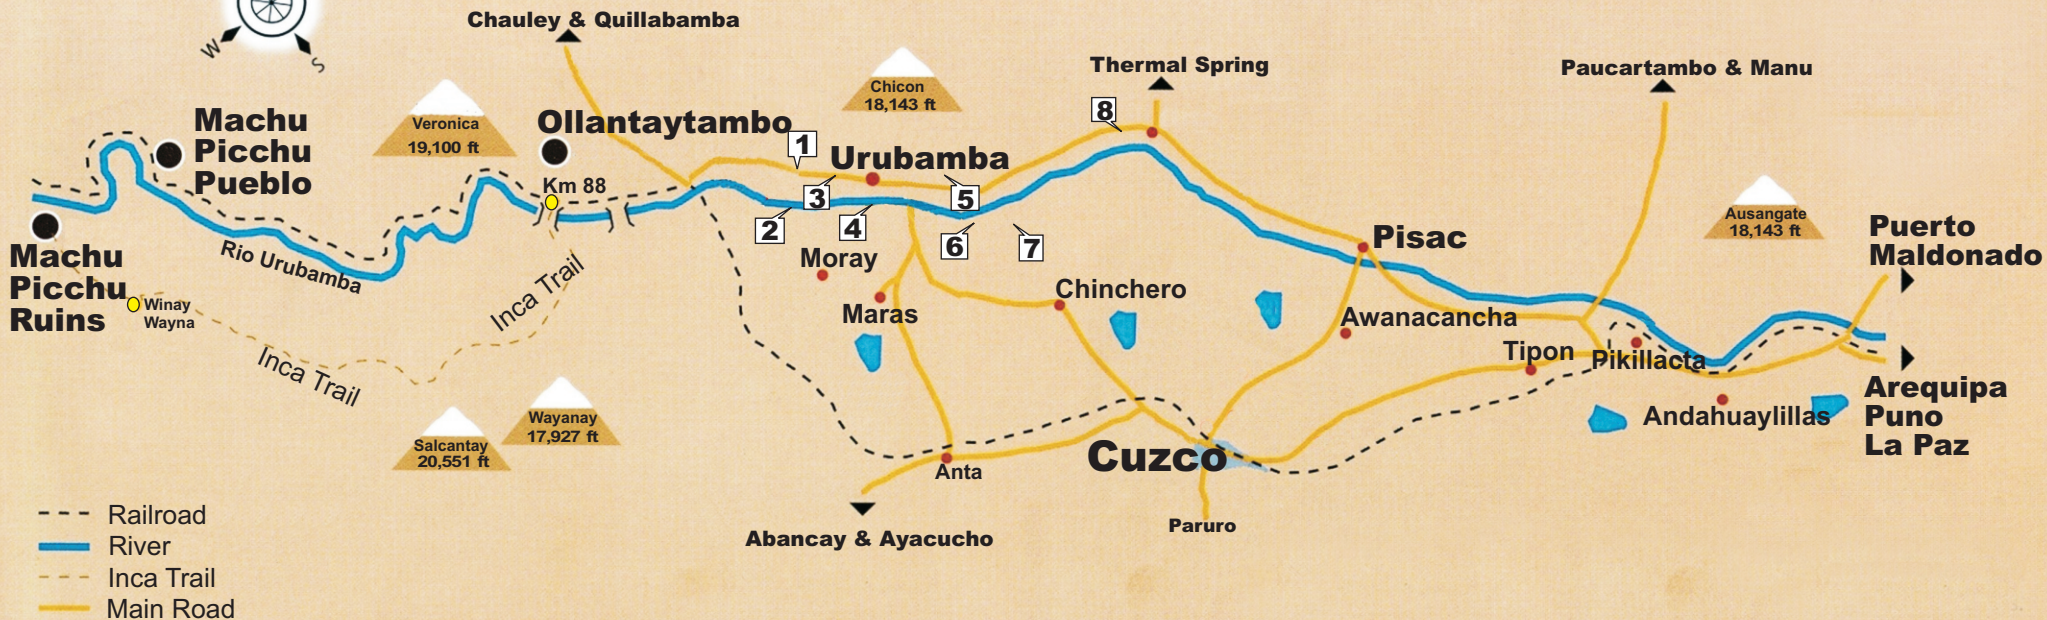 W
S
Chauley & Quillabamba
Thermal Spring
Paucartambo & Manu
Chicon
18,143 ft
Veronica
19,100 ft
Machu
Picchu
Pueblo
Ollantaytambo
Km 88
1
Urubamba
8
3
5
2
4
6
7
Machu
Picchu
Ruins
Winay
Wayna
Rio Urubamba
Inca Trail
Inca Trail
Moray
Maras
Chinchero
Pisac
Awanacancha
Tipon
Pikillacta
Andahuaylillas
Ausangate
18,143 ft
Puerto
Maldonado
Arequipa
Puno
La Paz
Salcantay
20,551 ft
Wayanay
17,927 ft
Anta
Cuzco
Abancay & Ayacucho
Paruro
Railroad
River
Inca Trail
Main Road